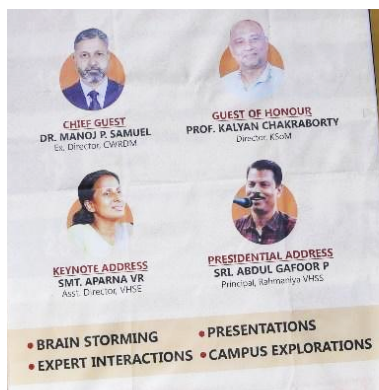 CHIEF GUEST
DR. MANOJ P. SAMUEL
Ex. Director, CWRDM
GUEST OF HONOUR
PROF. KALYAN CHAKRABORTY
Director, KSoM
KEYNOTE ADDRESS
SMT. APARNA VR
Asst. Director, VHSE
PRESIDENTIAL ADDRESS
SRI. ABDUL GAFOOR P
Principal, Rahmaniya VHSS
• BRAIN STORMING
• PRESENTATIONS
• EXPERT INTERACTIONS
• CAMPUS EXPLORATIONS